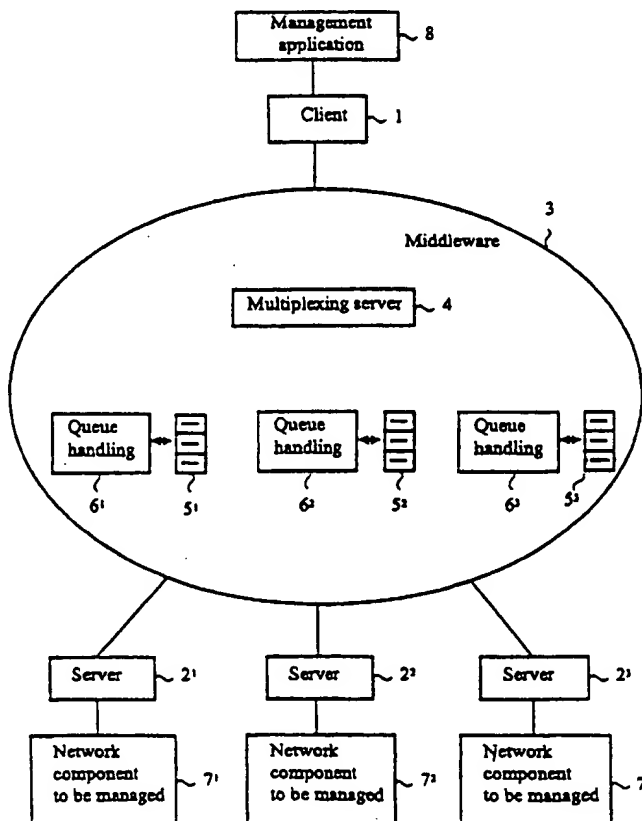 Management
application
8
Client
1
3
Middleware
Multiplexing server
4
Queue
handling
Queue
handling
Queue
handling
6¹
5¹
6²
5²
6³
5³
Server
2¹
Server
2²
Server
2³
Network
component
to be managed
7¹
Network
component
to be managed
7²
Network
component
to be managed
7